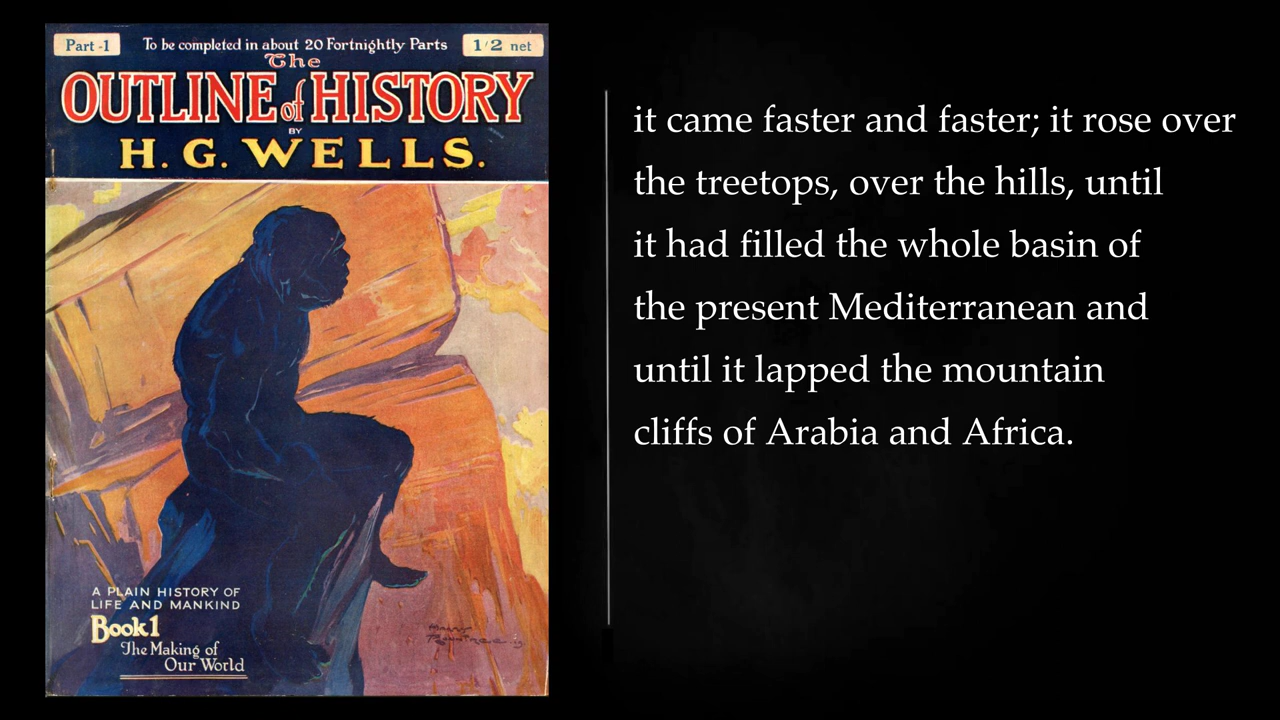 Part -1
To be completed in about 20 Fortnightly Parts
1/2 net
The
OUTLINE of HISTORY
BY
H. G. WELLS.
A PLAIN HISTORY OF
LIFE AND MANKIND
Book 1
The Making of
Our World
it came faster and faster; it rose over
the treetops, over the hills, until
it had filled the whole basin of
the present Mediterranean and
until it lapped the mountain
cliffs of Arabia and Africa.